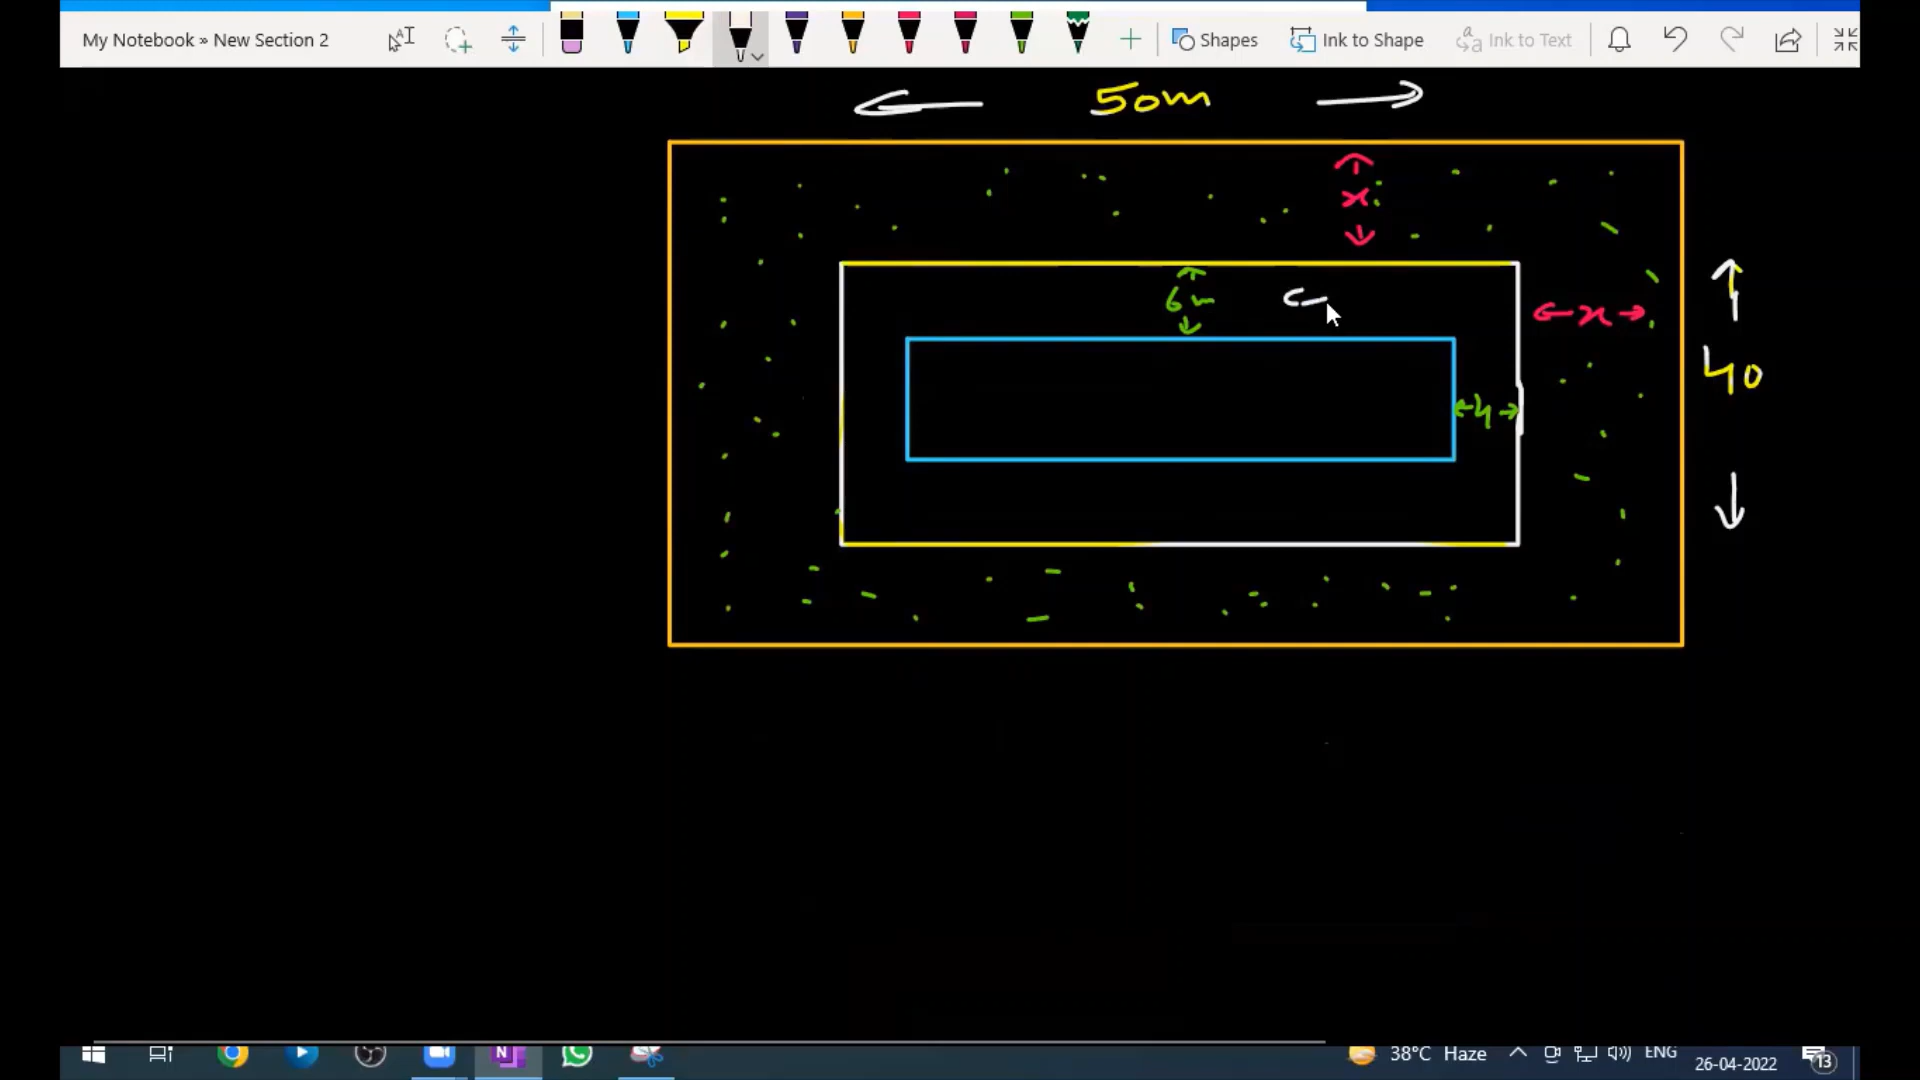 My Notebook » New Section 2
Shapes
Ink to Shape
Ink to Text
50m
x
6m
x
40
4
38°C Haze
ENG
26-04-2022
13